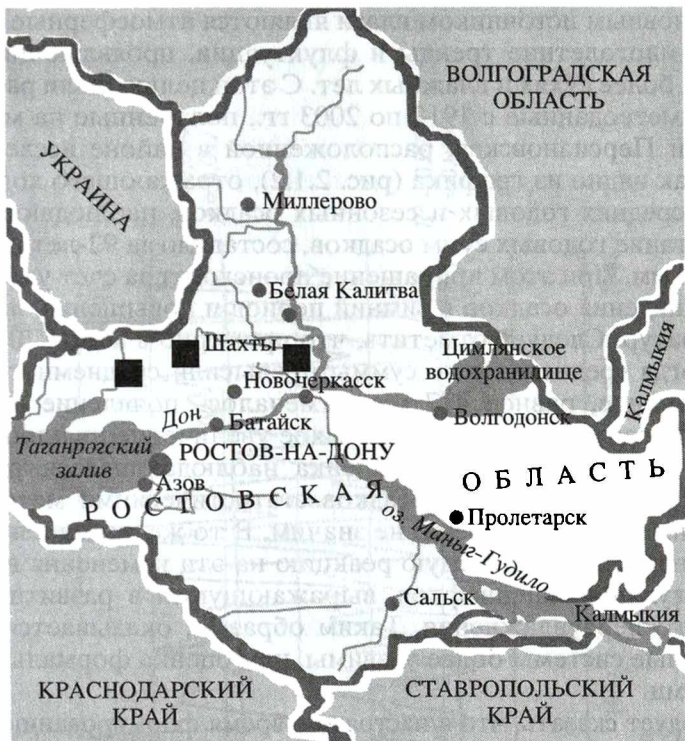 ВОЛГОГРАДСКАЯ
ОБЛАСТЬ
УКРАИНА
Миллерово
Белая Калитва
Шахты
Цимлянское
водохранилище
Калмыкия
Новочеркасск
Волгодонск
Дон
Батайск
Таганрогский
залив
РОСТОВ-НА-ДОНУ
Азов
РОСТОВСКАЯ
ОБЛАСТЬ
Пролетарск
оз. Маныг-Гудило
Сальск
Калмыкия
КРАСНОДАРСКИЙ
КРАЙ
СТАВРОПОЛЬСКИЙ
КРАЙ